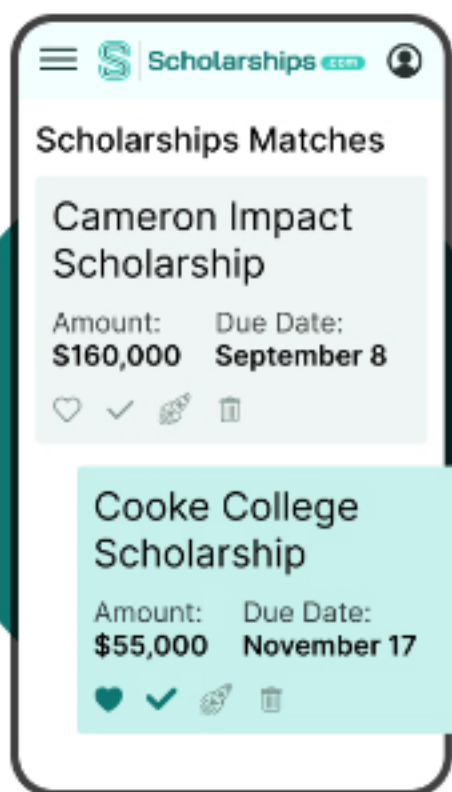 Scholarships .com
Scholarships Matches
Cameron Impact
Scholarship
Amount: Due Date:
$160,000 September 8
Cooke College
Scholarship
Amount: Due Date:
$55,000 November 17